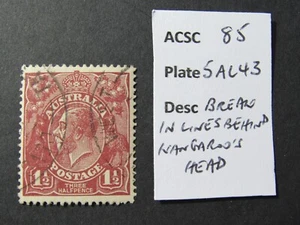 ACSC 85
Plate 5AL43
Desc BREAK
IN LINES BEHIND
KANGAROO'S
HEAD
AUSTRALIA
POSTAGE
1½ 1½
THREE
HALFPENCE